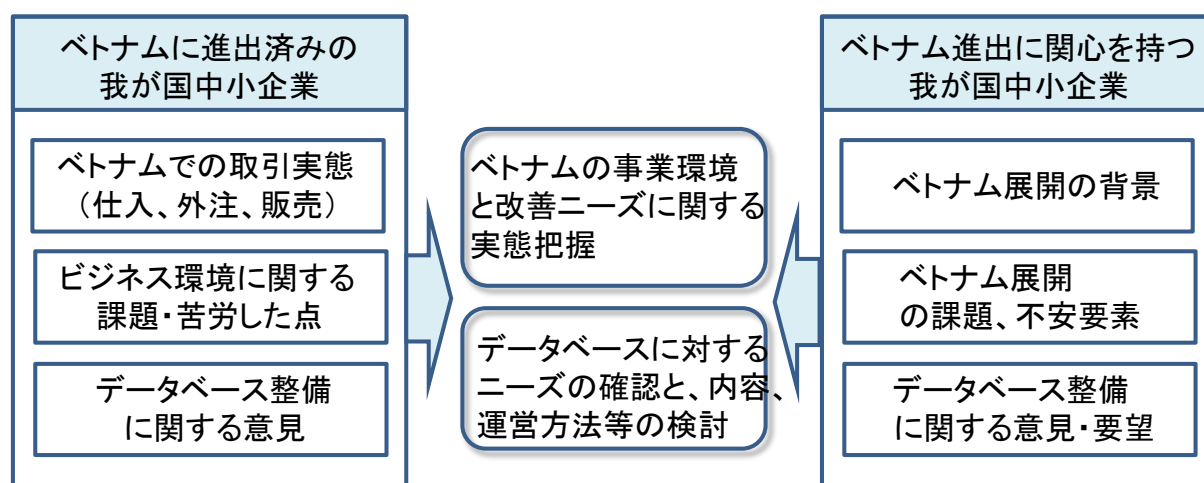 ベトナムに進出済みの
我が国中小企業
ベトナムでの取引実態
（仕入、外注、販売）
ビジネス環境に関する
課題・苦労した点
データベース整備
に関する意見
ベトナムの事業環境
と改善ニーズに関する
実態把握
データベースに対する
ニーズの確認と、内容、
運営方法等の検討
ベトナム進出に関心を持つ
我が国中小企業
ベトナム展開の背景
ベトナム展開
の課題、不安要素
データベース整備
に関する意見・要望